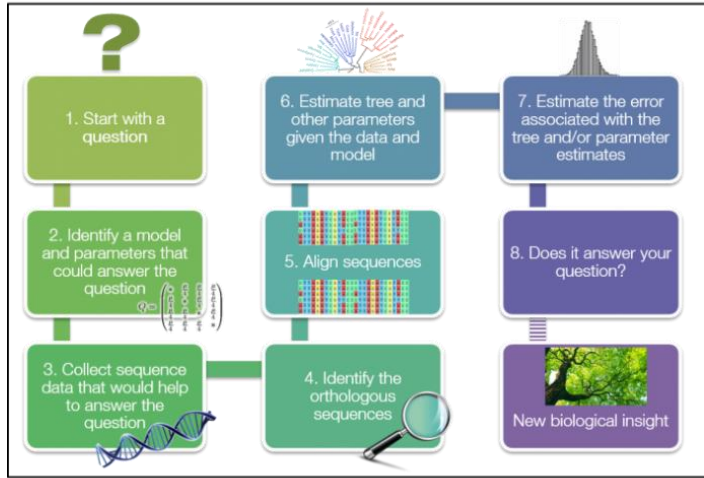 ?
1. Start with a
question
2. Identify a model
and parameters that
could answer the
question
3. Collect sequence
data that would help
to answer the
question
4. Identify the
orthologous
sequences
5. Align sequences
6. Estimate tree and
other parameters
given the data and
model
7. Estimate the error
associated with the
tree and/or parameter
estimates
8. Does it answer your
question?
New biological insight